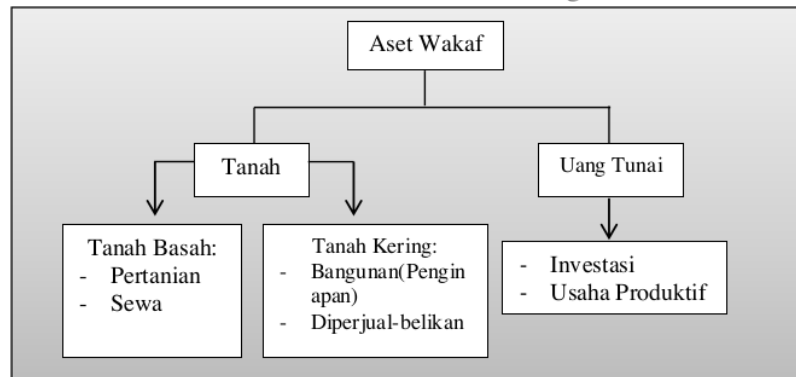 Aset Wakaf
Tanah
Uang Tunai
Tanah Basah:
- Pertanian
- Sewa
Tanah Kering:
- Bangunan(Pengin
apan)
- Diperjual-belikan
- Investasi
- Usaha Produktif